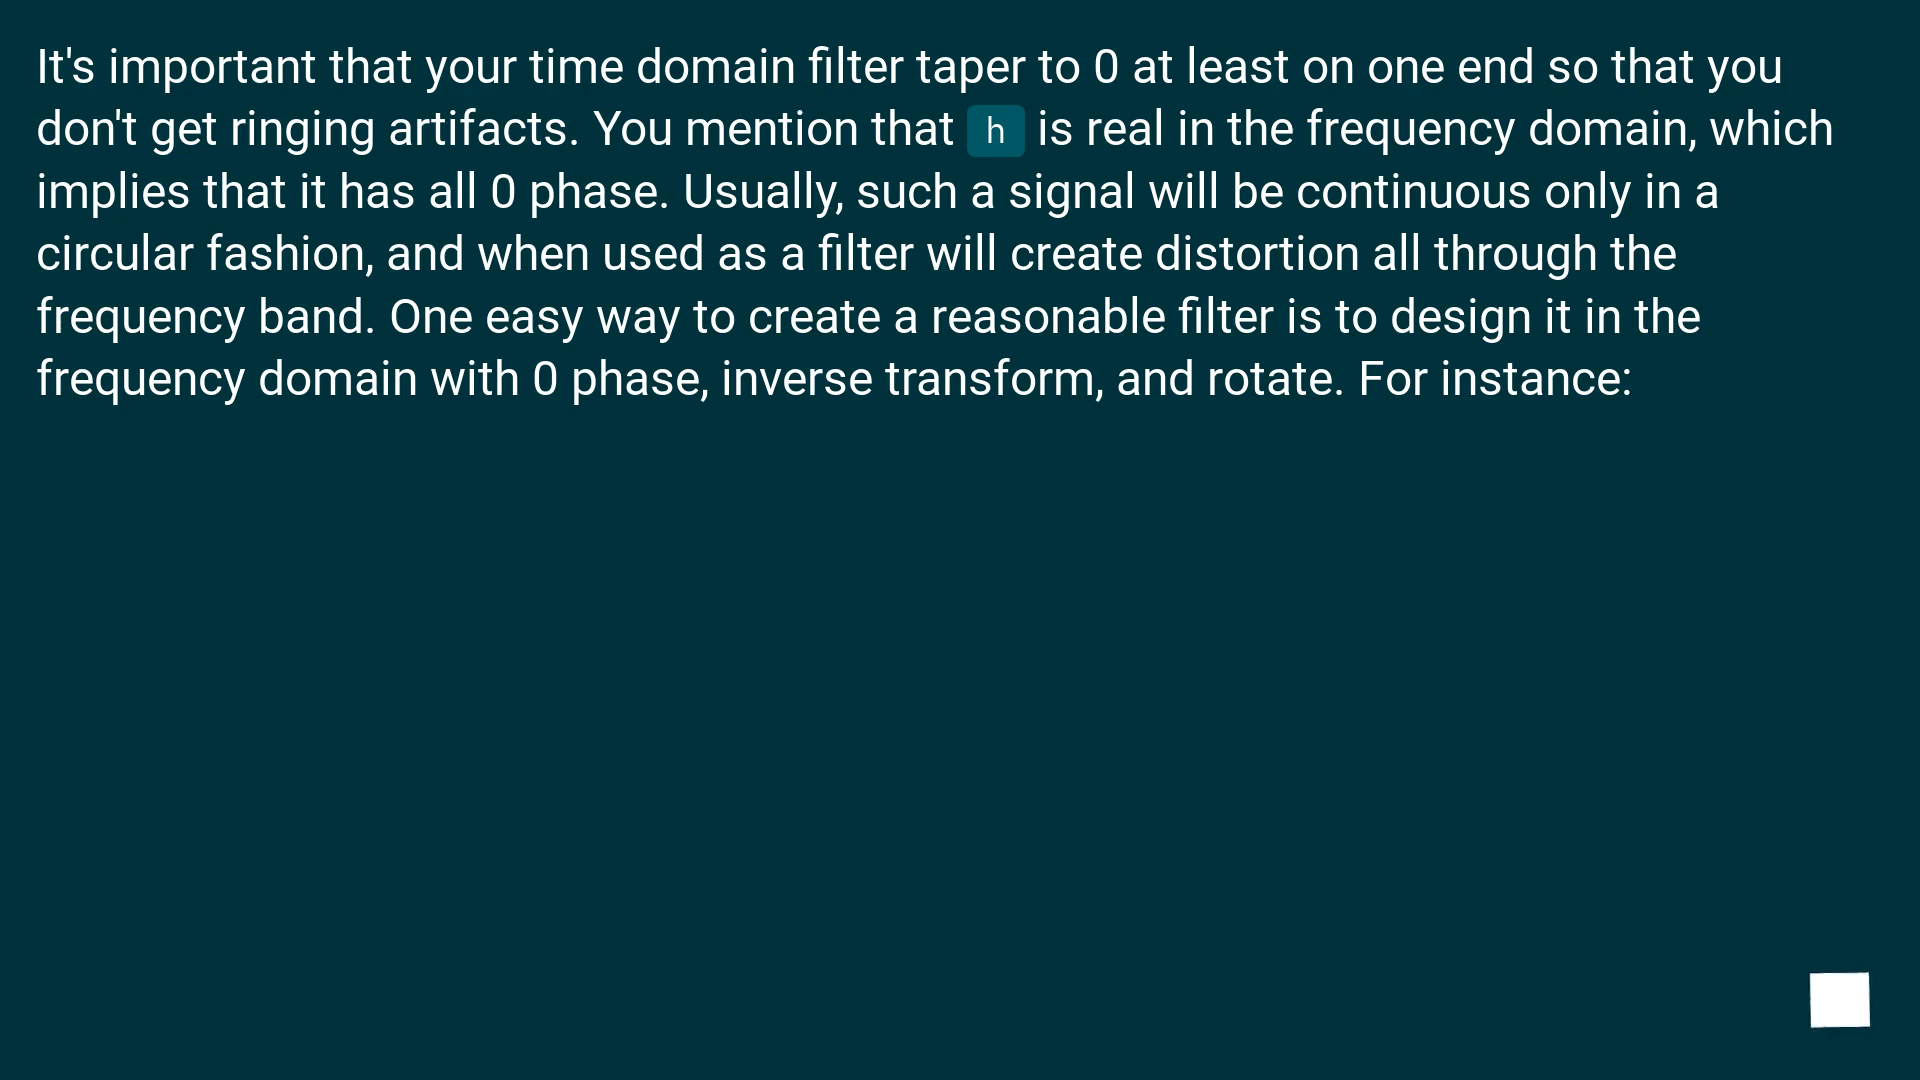 It's important that your time domain filter taper to 0 at least on one end so that you
don't get ringing artifacts. You mention that h is real in the frequency domain, which
implies that it has all 0 phase. Usually, such a signal will be continuous only in a
circular fashion, and when used as a filter will create distortion all through the
frequency band. One easy way to create a reasonable filter is to design it in the
frequency domain with 0 phase, inverse transform, and rotate. For instance: